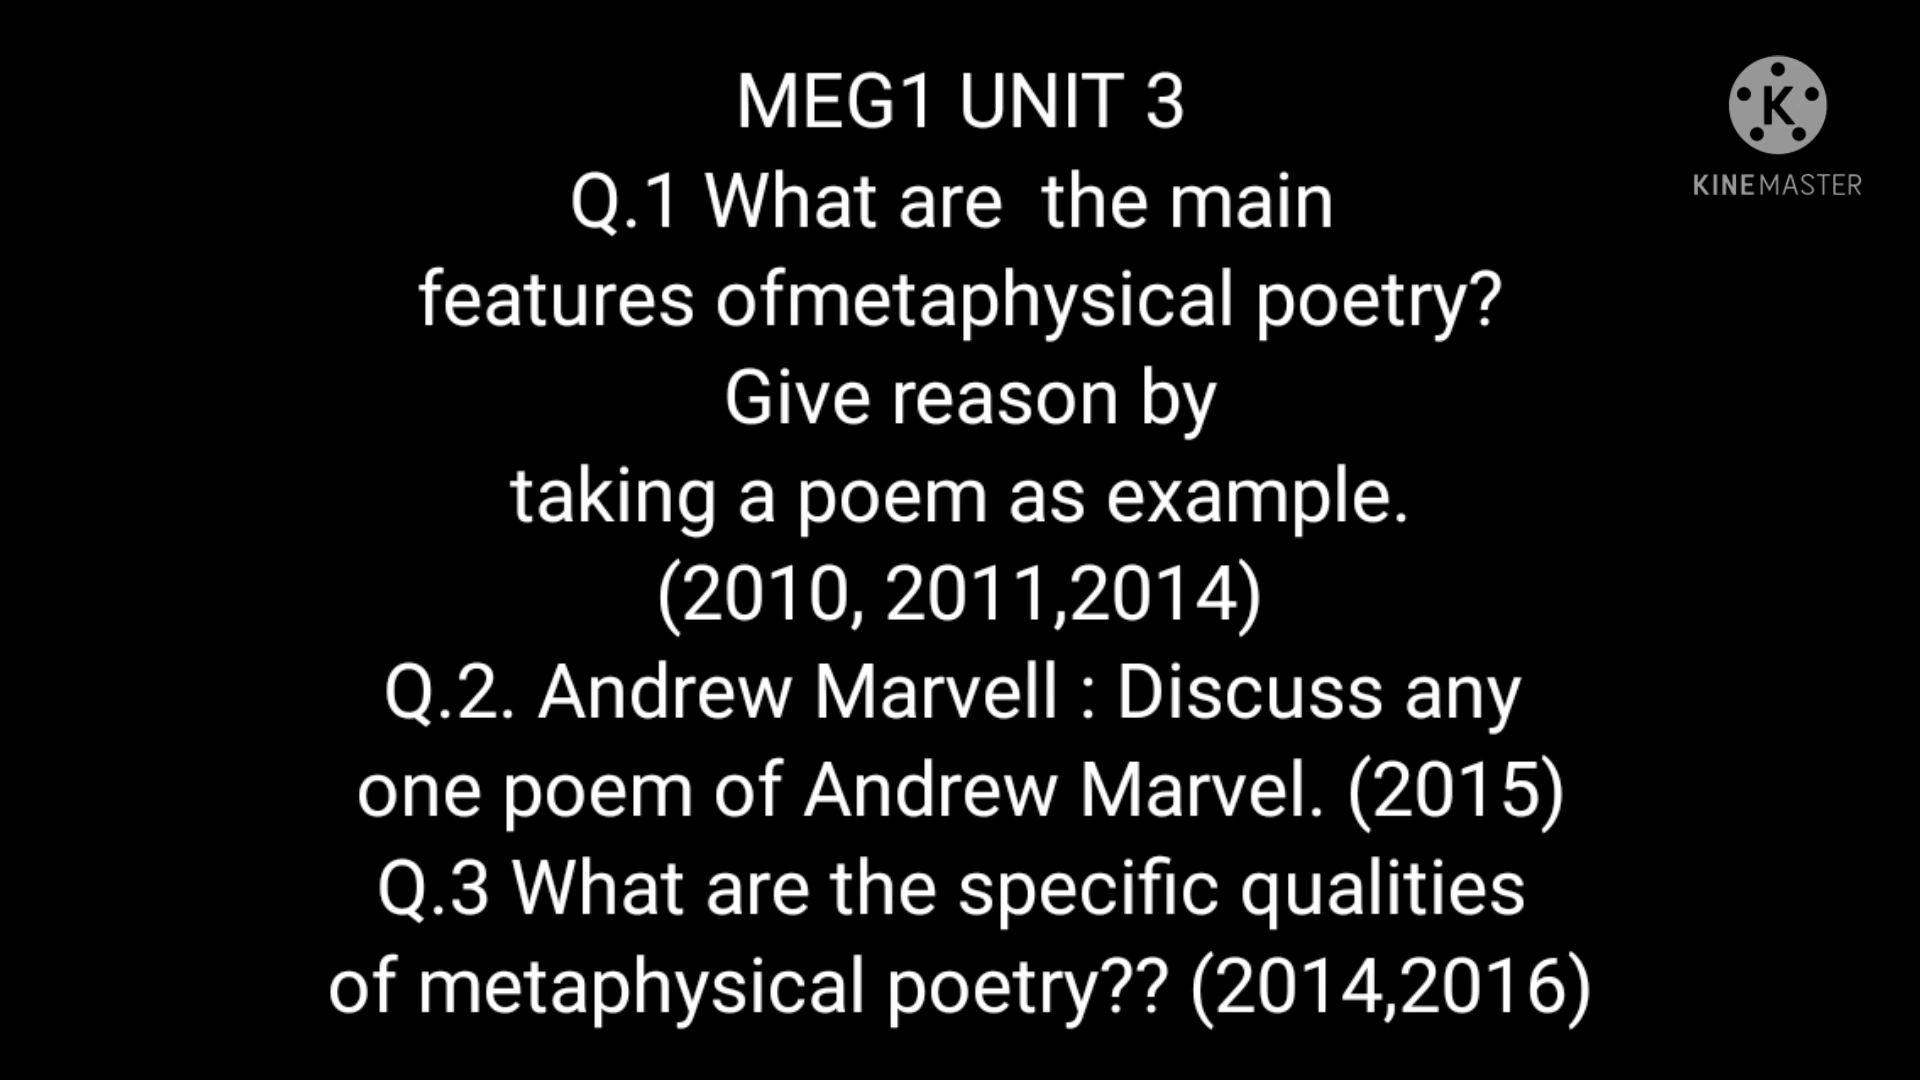 MEG1 UNIT 3
Q.1 What are  the main
features ofmetaphysical poetry?
Give reason by
taking a poem as example.
(2010, 2011,2014)
Q.2. Andrew Marvell : Discuss any
one poem of Andrew Marvel. (2015)
Q.3 What are the specific qualities
of metaphysical poetry?? (2014,2016)
K
KINEMASTER